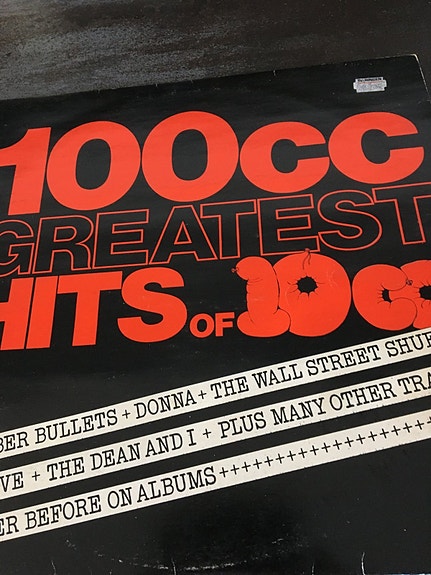 100cc
GREATEST
HITS OF 10cc
BER BULLETS + DONNA + THE WALL STREET SHUF
VE + THE DEAN AND I + PLUS MANY OTHER TRA
ER BEFORE ON ALBUMS ++++++++++++++++++